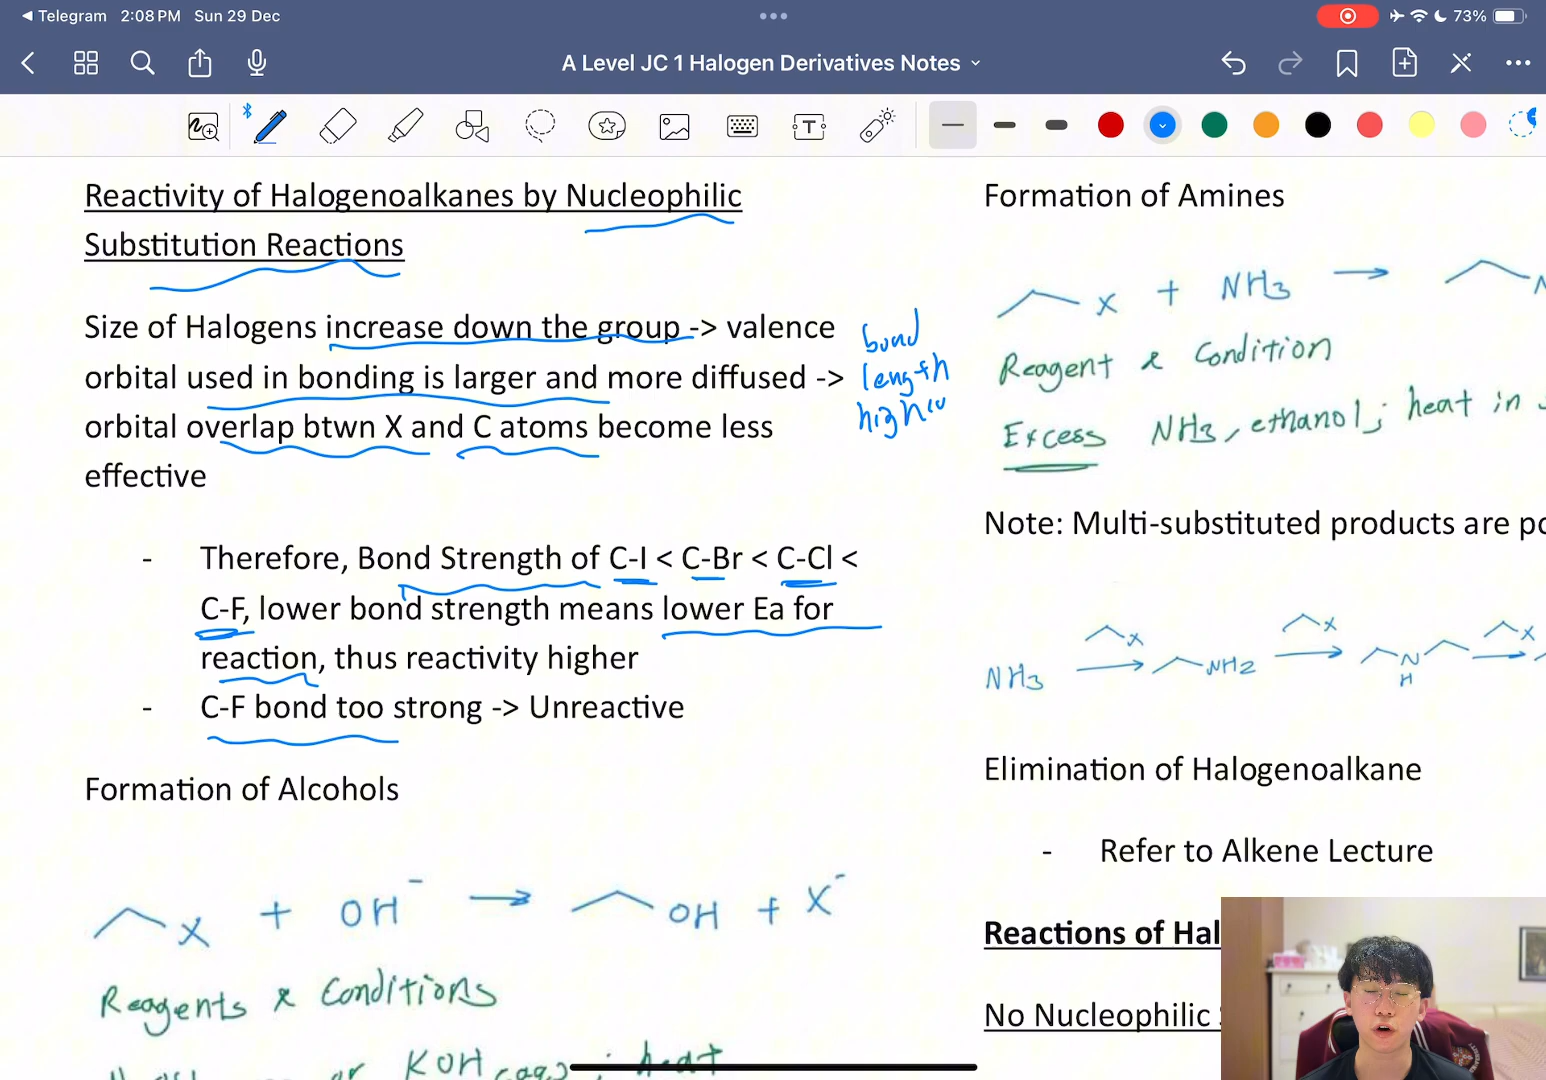 Telegram 2:08 PM Sun 29 Dec
73%
A Level JC 1 Halogen Derivatives Notes
Reactivity of Halogenoalkanes by Nucleophilic
Substitution Reactions
Size of Halogens increase down the group -> valence
orbital used in bonding is larger and more diffused ->
orbital overlap btwn X and C atoms become less
effective
bond
length
higher
- Therefore, Bond Strength of C-I < C-Br < C-Cl <
C-F, lower bond strength means lower Ea for
reaction, thus reactivity higher
- C-F bond too strong -> Unreactive
Formation of Alcohols
X + OH⁻ → OH + X⁻
Reagents & Conditions
or KOH (aq) ; heat
Formation of Amines
X + NH3 → N
Reagent & Condition
Excess NH3, ethanol; heat in
Note: Multi-substituted products are po
NH3 X → NH2 X → N H X →
Elimination of Halogenoalkane
- Refer to Alkene Lecture
Reactions of Hal
No Nucleophilic